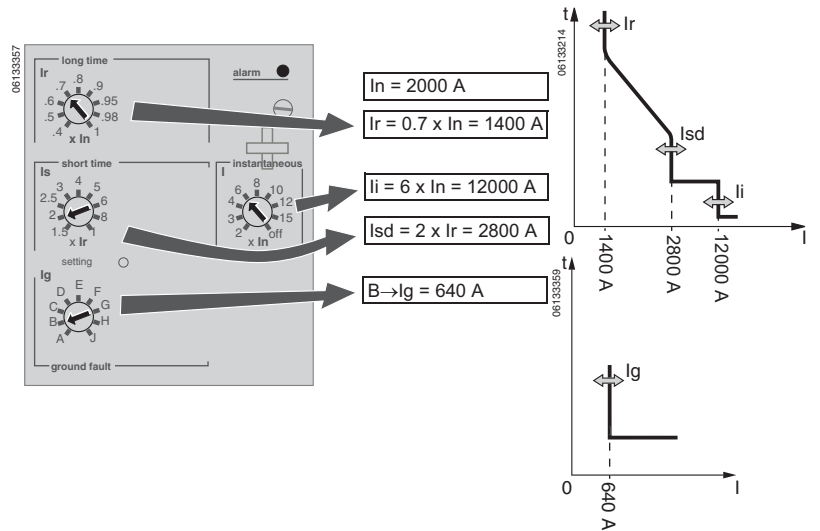 06133357
long time
Ir
.4
.5
.6
.7
.8
.9
.95
.98
1
x In
alarm
short time
Is
1.5
2
2.5
3
4
5
6
8
1
x Ir
instantaneous
I
2
3
4
6
8
10
12
15
off
x In
setting
Ig
A
B
C
D
E
F
G
H
J
ground fault
In = 2000 A
Ir = 0.7 x In = 1400 A
Ii = 6 x In = 12000 A
Isd = 2 x Ir = 2800 A
B→Ig = 640 A
06133214
t
Ir
Isd
Ii
0
1400 A
2800 A
12000 A
I
06133359
t
Ig
0
640 A
I